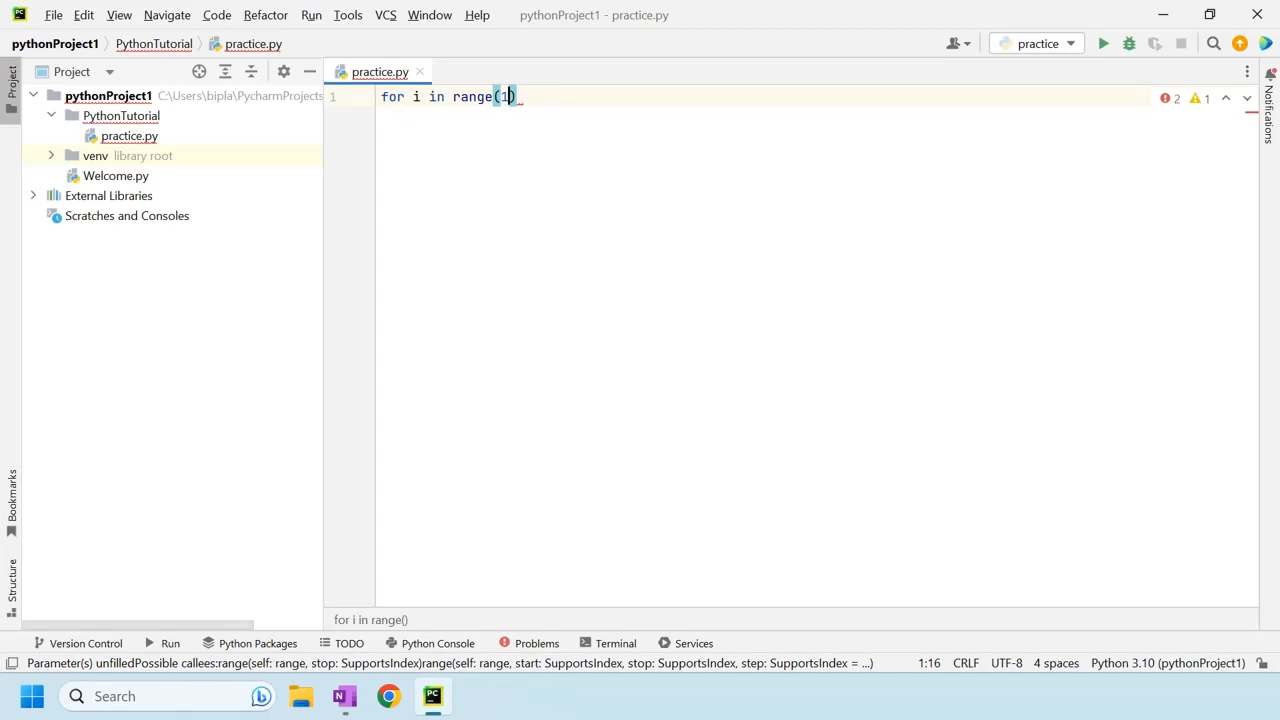 PC File Edit View Navigate Code Refactor Run Tools VCS Window Help pythonProject1 - practice.py
pythonProject1 PythonTutorial practice.py practice
Project Project practice.py
pythonProject1 C:\Users\bipla\PycharmProjects 1 for i in range(1) 2 1
PythonTutorial
practice.py
venv library root
Welcome.py
External Libraries
Scratches and Consoles
Notifications
Bookmarks
Structure
for i in range()
Version Control Run Python Packages TODO Python Console Problems Terminal Services
Parameter(s) unfilledPossible callees:range(self: range, stop: SupportsIndex)range(self: range, start: SupportsIndex, stop: SupportsIndex, step: SupportsIndex = ...) 1:16 CRLF UTF-8 4 spaces Python 3.10 (pythonProject1)
Search PC